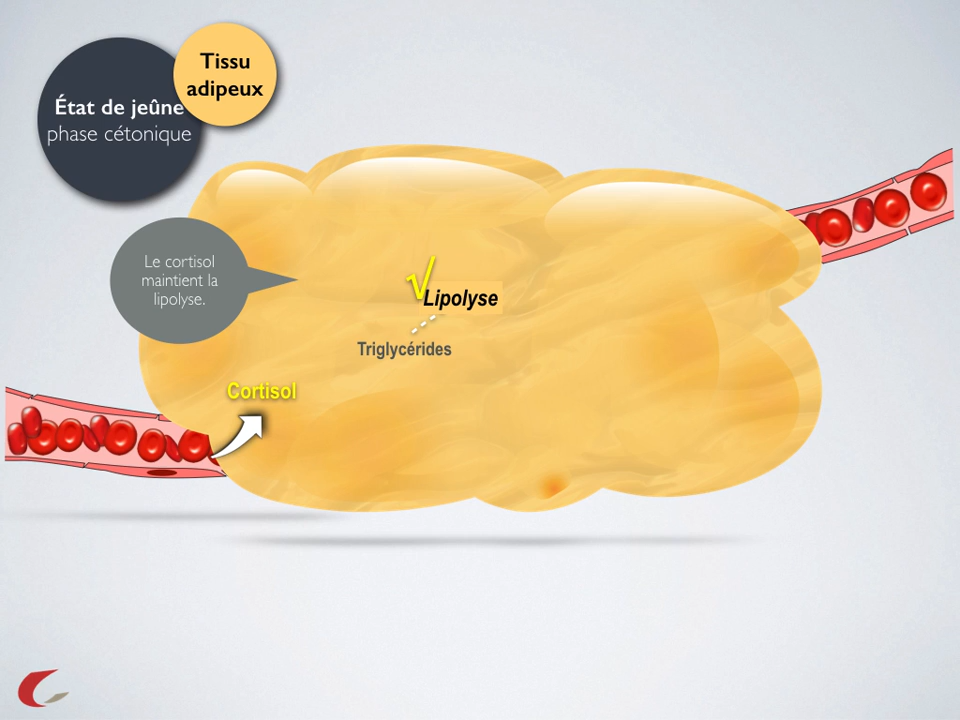 Tissu
adipeux
État de jeûne
phase cétonique
Le cortisol
maintient la
lipolyse.
√
Lipolyse
Triglycérides
Cortisol